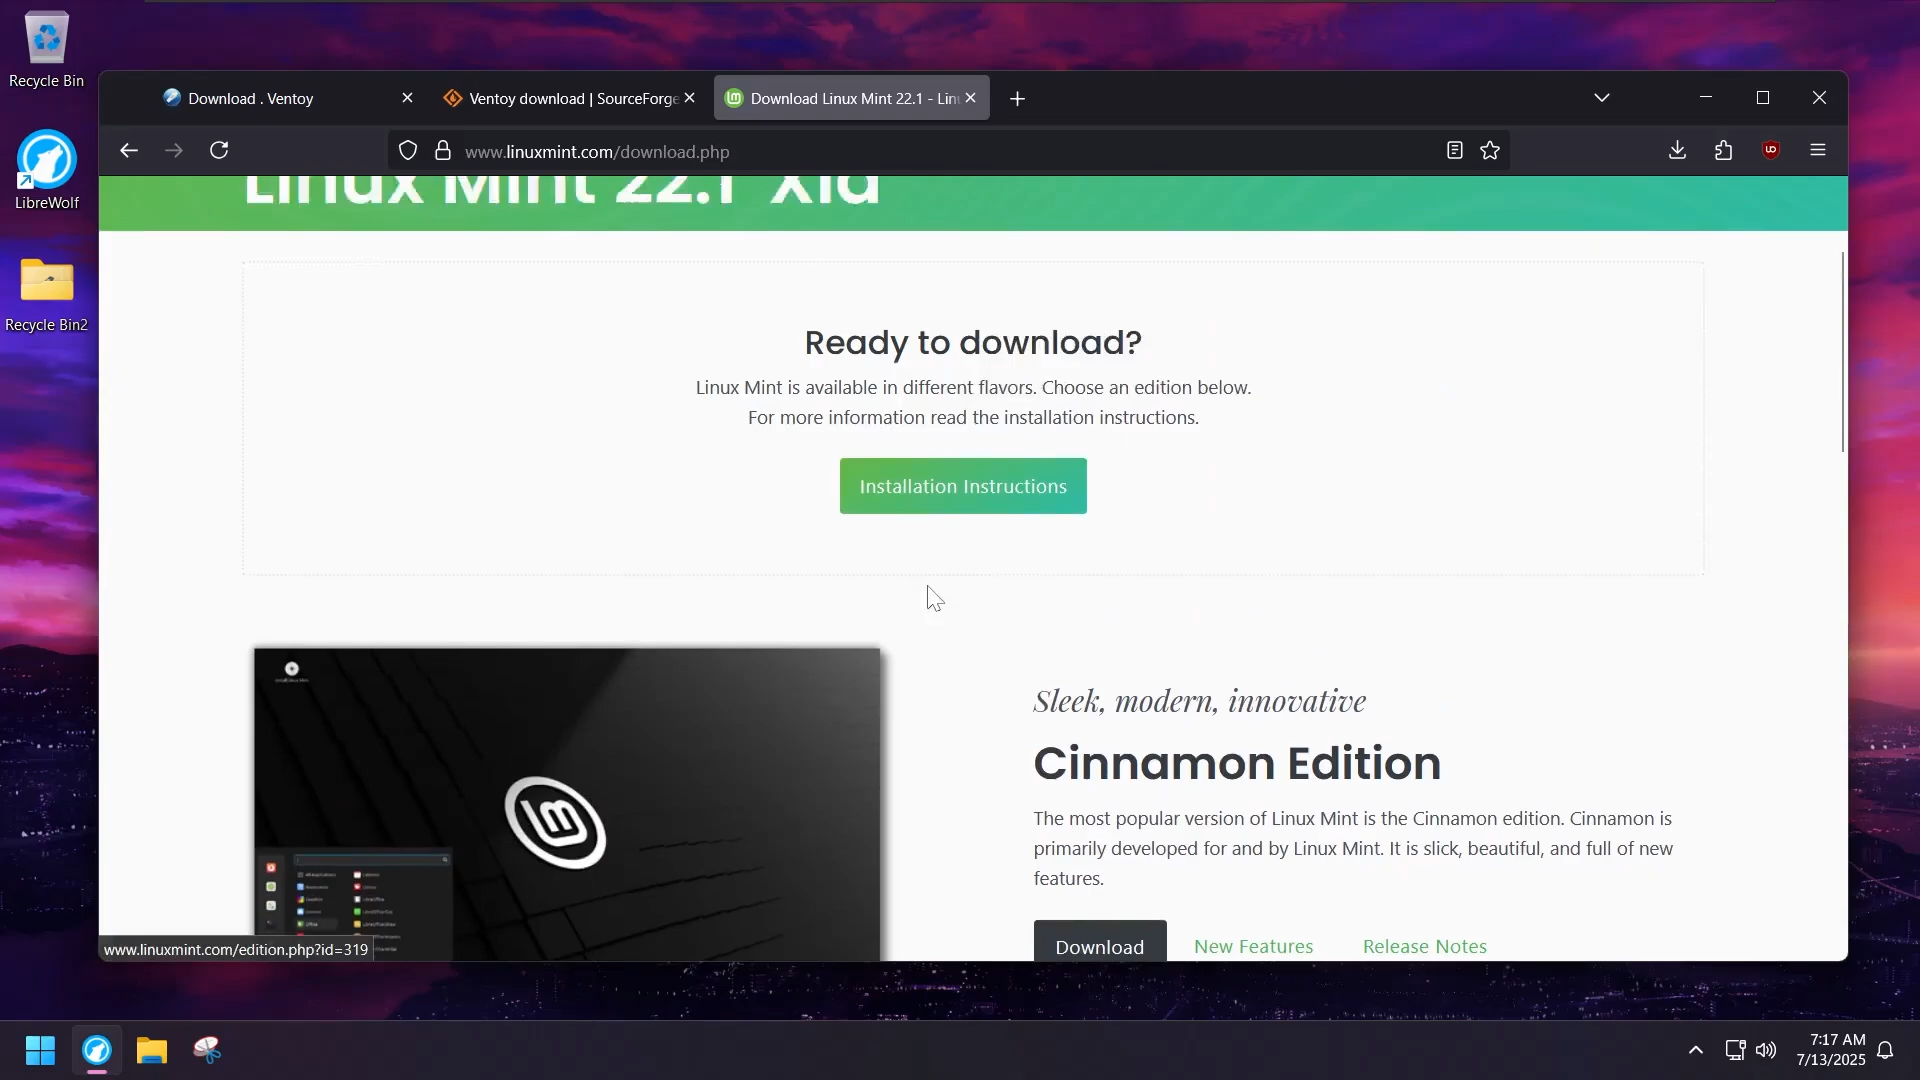 Recycle Bin
LibreWolf
Recycle Bin2
Download . Ventoy
Ventoy download | SourceForge
Download Linux Mint 22.1 - Lin
www.linuxmint.com/download.php
Linux Mint 22.1 Xia
Ready to download?
Linux Mint is available in different flavors. Choose an edition below.
For more information read the installation instructions.
Installation Instructions
Sleek, modern, innovative
Cinnamon Edition
The most popular version of Linux Mint is the Cinnamon edition. Cinnamon is
primarily developed for and by Linux Mint. It is slick, beautiful, and full of new
features.
Download New Features Release Notes
www.linuxmint.com/edition.php?id=319
7:17 AM
7/13/2025